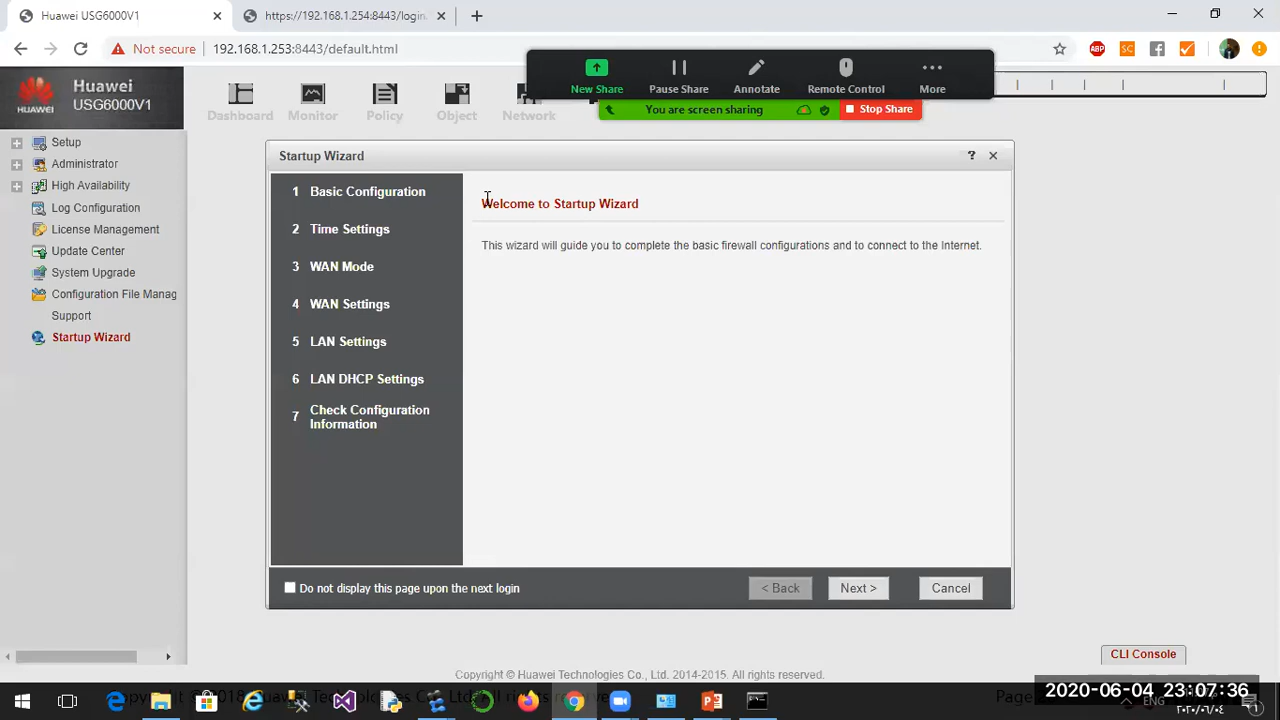 Huawei USG6000V1
https://192.168.1.254:8443/login.
Not secure
192.168.1.253:8443/default.html
ABP
SC
HUAWEI
Huawei
USG6000V1
Dashboard
Monitor
Policy
Object
Network
New Share
Pause Share
Annotate
Remote Control
More
You are screen sharing
Stop Share
Setup
Administrator
High Availability
Log Configuration
License Management
Update Center
System Upgrade
Configuration File Manag
Support
Startup Wizard
Startup Wizard
?
1 Basic Configuration
2 Time Settings
3 WAN Mode
4 WAN Settings
5 LAN Settings
6 LAN DHCP Settings
7 Check Configuration
Information
Welcome to Startup Wizard
This wizard will guide you to complete the basic firewall configurations and to connect to the Internet.
Do not display this page upon the next login
< Back
Next >
Cancel
CLI Console
Copyright © Huawei Technologies Co., Ltd. 2014-2015. All rights reserved.
2020-06-04 23:07:36
ENG
٢٠٢٠/٠٦/٠٤